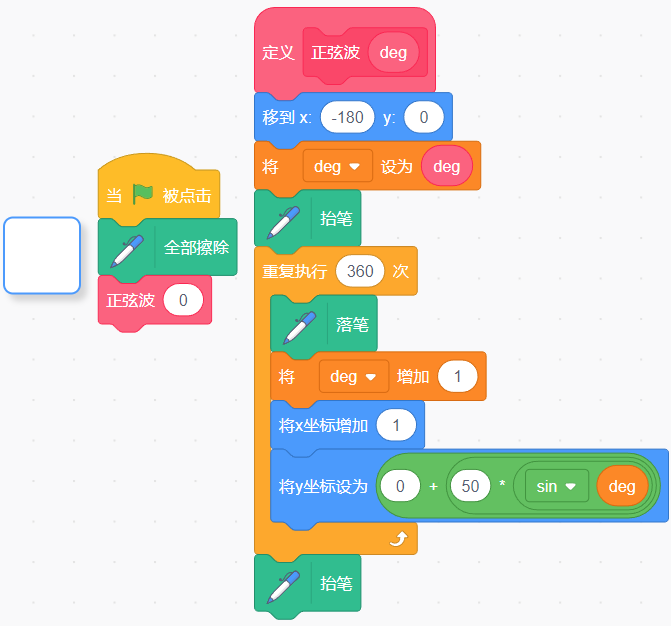 当 被点击
全部擦除
正弦波 0
定义 正弦波 deg
移到 x: -180 y: 0
将 deg 设为 deg
抬笔
重复执行 360 次
落笔
将 deg 增加 1
将x坐标增加 1
将y坐标设为 0 + 50 * sin deg
抬笔